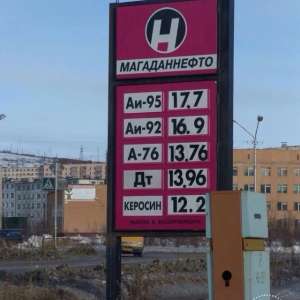 Н
МАГАДАННЕФТО
Аи-95 17,7
Аи-92 16.9
А-76 13,76
Дт 13,96
КЕРОСИН 12.2